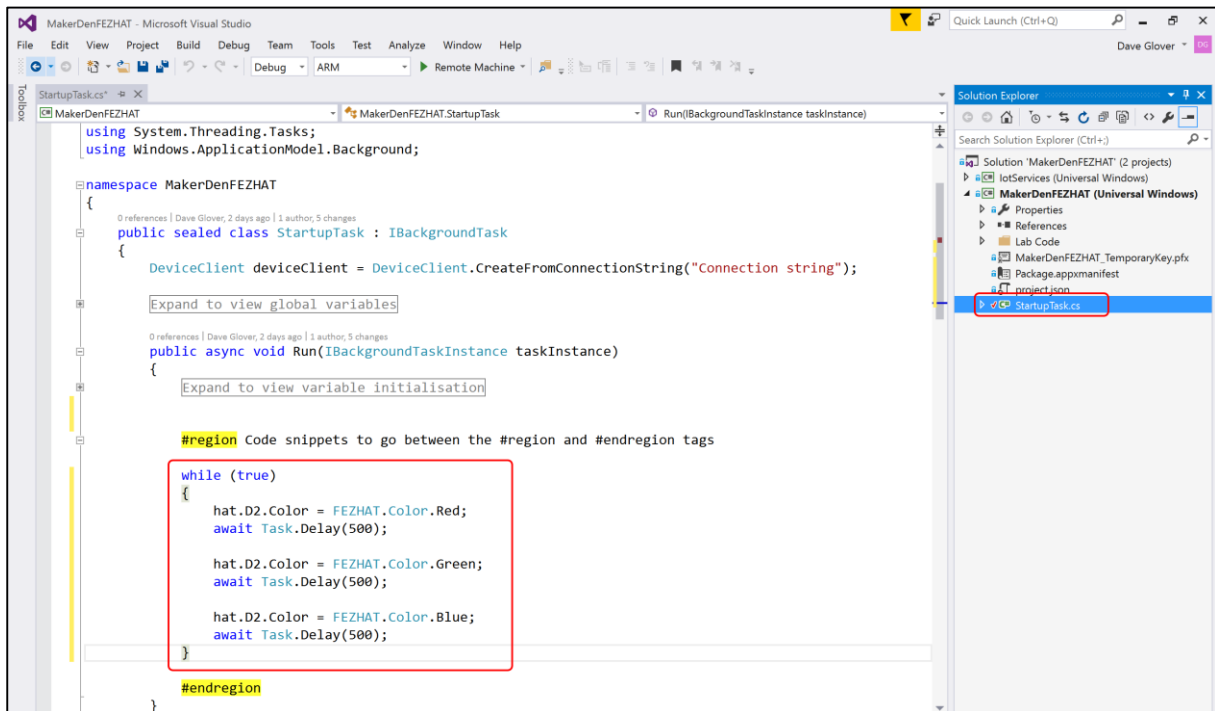 MakerDenFEZHAT - Microsoft Visual Studio
Quick Launch (Ctrl+Q)
File Edit View Project Build Debug Team Tools Test Analyze Window Help
Dave Glover DG
Debug ARM Remote Machine
Toolbox
StartupTask.cs*
MakerDenFEZHAT MakerDenFEZHAT.StartupTask Run(IBackgroundTaskInstance taskInstance)
using System.Threading.Tasks;
using Windows.ApplicationModel.Background;
namespace MakerDenFEZHAT
{
0 references | Dave Glover, 2 days ago | 1 author, 5 changes
public sealed class StartupTask : IBackgroundTask
{
DeviceClient deviceClient = DeviceClient.CreateFromConnectionString("Connection string");
Expand to view global variables
0 references | Dave Glover, 2 days ago | 1 author, 5 changes
public async void Run(IBackgroundTaskInstance taskInstance)
{
Expand to view variable initialisation
#region Code snippets to go between the #region and #endregion tags
while (true)
{
hat.D2.Color = FEZHAT.Color.Red;
await Task.Delay(500);
hat.D2.Color = FEZHAT.Color.Green;
await Task.Delay(500);
hat.D2.Color = FEZHAT.Color.Blue;
await Task.Delay(500);
}
#endregion
}
Solution Explorer
Search Solution Explorer (Ctrl+;)
Solution 'MakerDenFEZHAT' (2 projects)
IotServices (Universal Windows)
MakerDenFEZHAT (Universal Windows)
Properties
References
Lab Code
MakerDenFEZHAT_TemporaryKey.pfx
Package.appxmanifest
project.json
StartupTask.cs